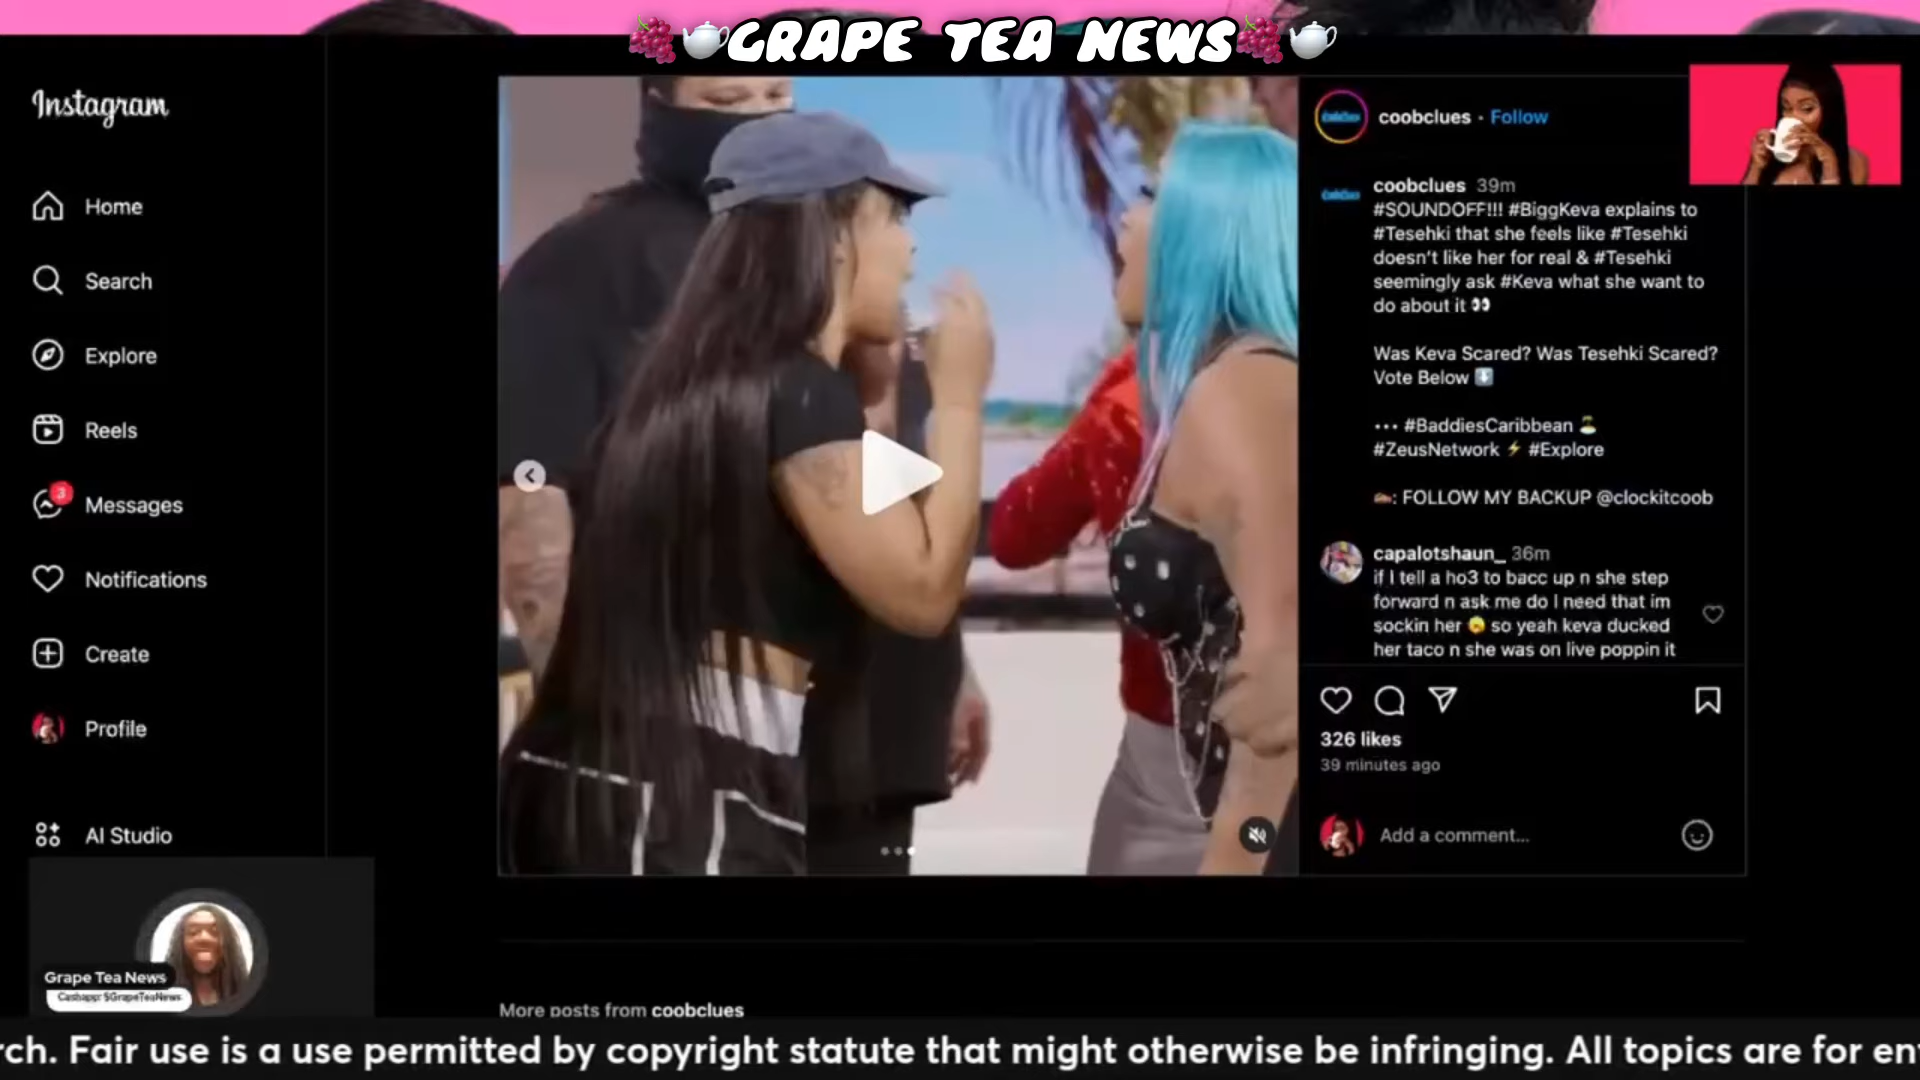 GRAPE TEA NEWS
Instagram
Home
Search
Explore
Reels
3
Messages
Notifications
Create
Profile
AI Studio
Grape Tea News
Cashapp: $GrapeTeaNews
coobclues • Follow
coobclues 39m
#SOUNDOFF!!! #BiggKeva explains to
#Tesehki that she feels like #Tesehki
doesn't like her for real & #Tesehki
seemingly ask #Keva what she want to
do about it 👀
Was Keva Scared? Was Tesehki Scared?
Vote Below ⬇️
••• #BaddiesCaribbean 🏝️
#ZeusNetwork ⚡ #Explore
✍🏾: FOLLOW MY BACKUP @clockitcoob
capalotshaun_ 36m
if I tell a ho3 to bacc up n she step
forward n ask me do I need that im
sockin her 😱 so yeah keva ducked
her taco n she was on live poppin it
326 likes
39 minutes ago
Add a comment...
More posts from coobclues
rch. Fair use is a use permitted by copyright statute that might otherwise be infringing. All topics are for en